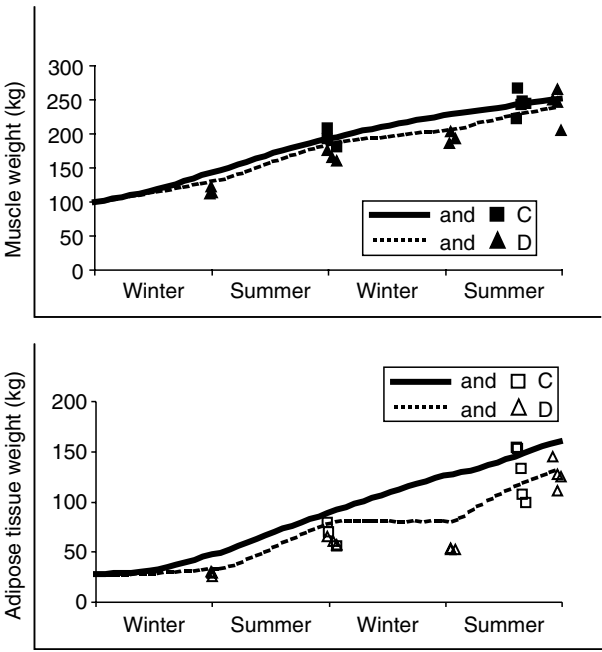 Muscle weight (kg)
300
250
200
150
100
50
0
and C
and D
Winter Summer Winter Summer
Adipose tissue weight (kg)
and C
and D
200
150
100
50
0
Winter Summer Winter Summer